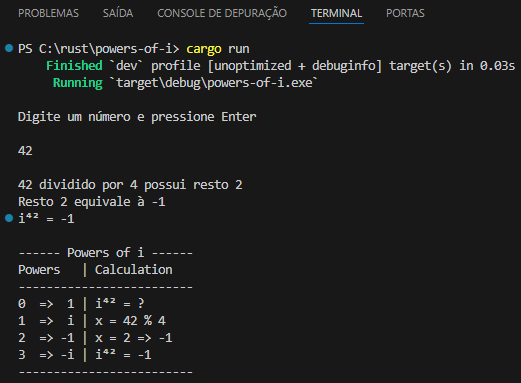 PROBLEMAS SAÍDA CONSOLE DE DEPURAÇÃO TERMINAL PORTAS
PS C:\rust\powers-of-i> cargo run
Finished `dev` profile [unoptimized + debuginfo] target(s) in 0.03s
Running `target\debug\powers-of-i.exe`
Digite um número e pressione Enter
42
42 dividido por 4 possui resto 2
Resto 2 equivale à -1
i⁴² = -1
------ Powers of i ------
Powers | Calculation
-------------------------
0 => 1 | i⁴² = ?
1 => i | x = 42 % 4
2 => -1 | x = 2 => -1
3 => -i | i⁴² = -1
-------------------------